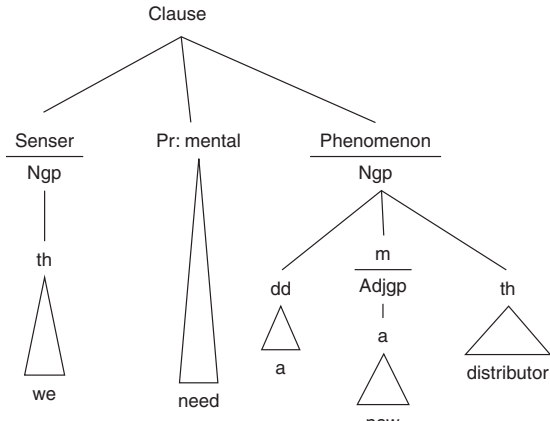 Clause
Senser Pr: mental Phenomenon
Ngp Ngp
th m
dd Adjgp th
a
a
we need distributor